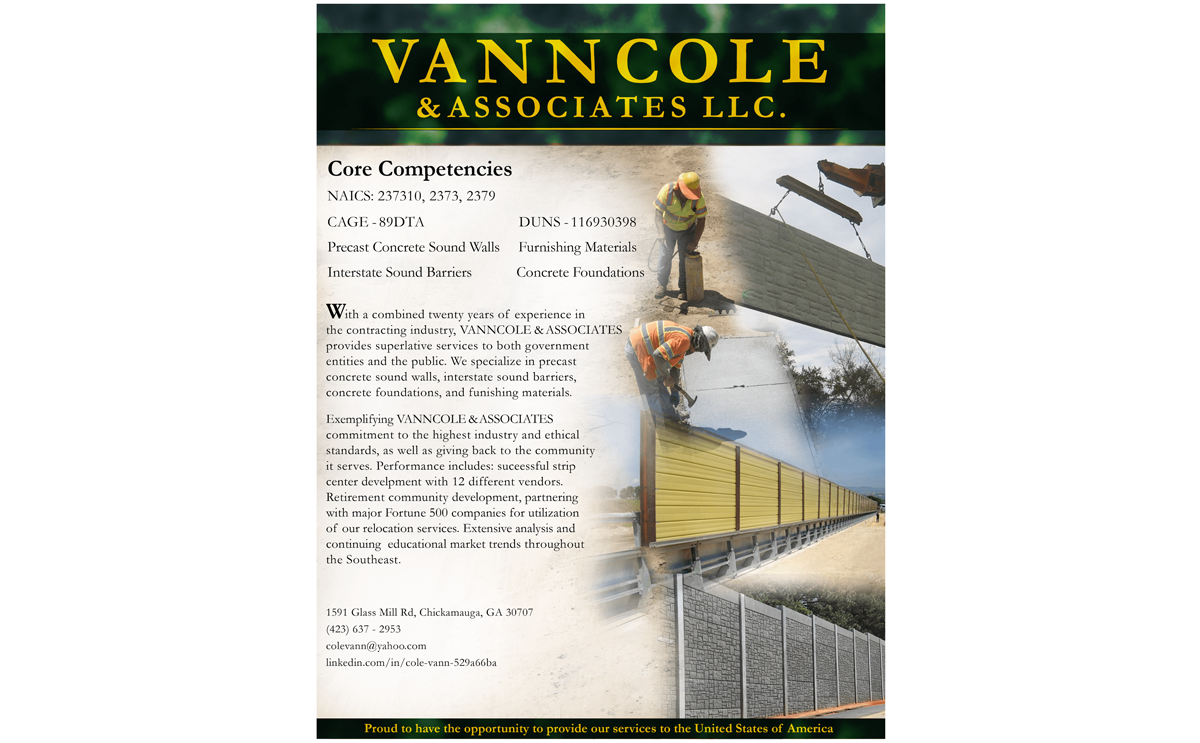 VANNCOLE
& ASSOCIATES LLC.
Core Competencies
NAICS: 237310, 2373, 2379
CAGE - 89DTA DUNS - 116930398
Precast Concrete Sound Walls Furnishing Materials
Interstate Sound Barriers Concrete Foundations
With a combined twenty years of experience in
the contracting industry, VANNCOLE & ASSOCIATES
provides superlative services to both government
entities and the public. We specialize in precast
concrete sound walls, interstate sound barriers,
concrete foundations, and funishing materials.
Exemplifying VANNCOLE & ASSOCIATES
commitment to the highest industry and ethical
standards, as well as giving back to the community
it serves. Performance includes: suceessful strip
center develpment with 12 different vendors.
Retirement community development, partnering
with major Fortune 500 companies for utilization
of our relocation services. Extensive analysis and
continuing educational market trends throughout
the Southeast.
1591 Glass Mill Rd, Chickamauga, GA 30707
(423) 637 - 2953
colevann@yahoo.com
linkedin.com/in/cole-vann-529a66ba
Proud to have the opportunity to provide our services to the United States of America